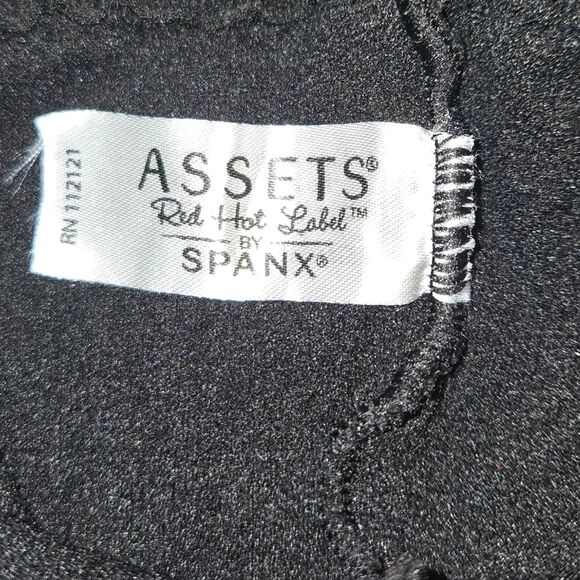 ASSETS®
Red Hot Label™
BY
SPANX®
RN 112121